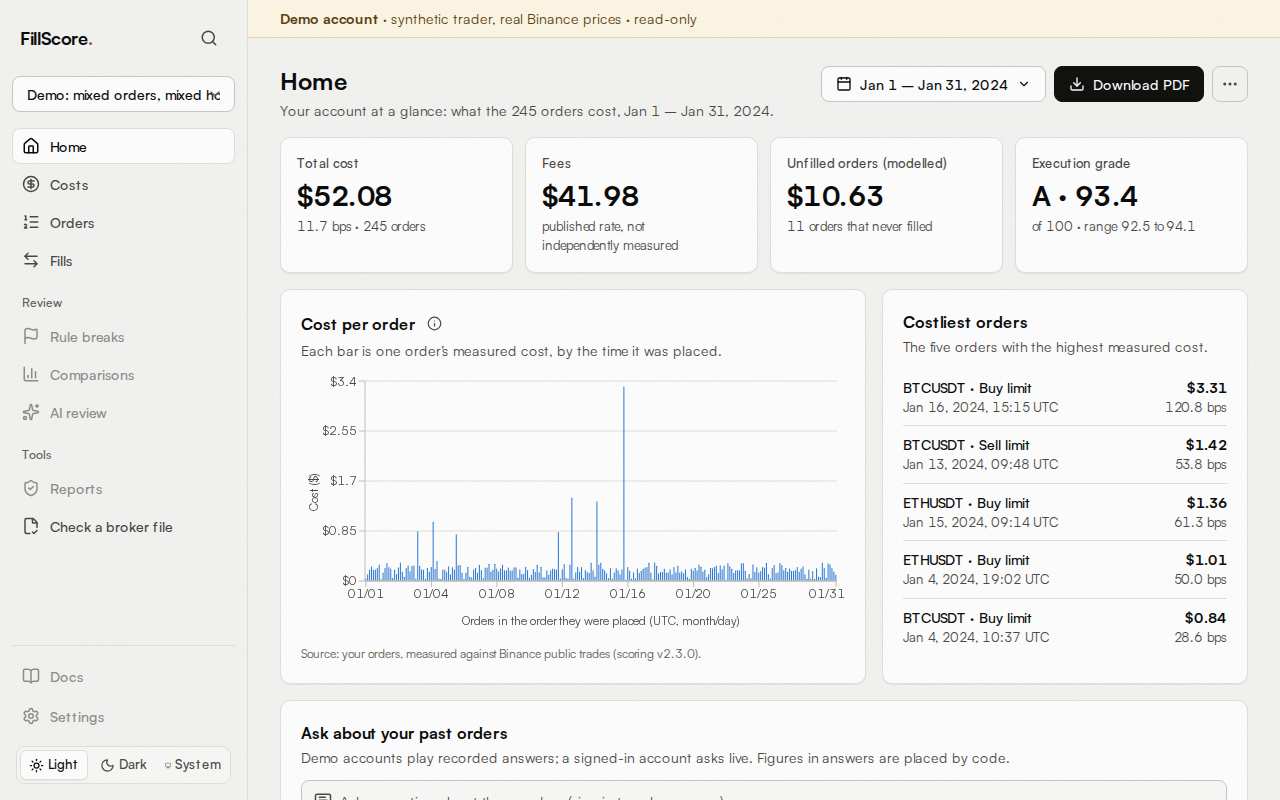 FillScore.
Demo account · synthetic trader, real Binance prices · read-only
Demo: mixed orders, mixed
Home
Costs
Orders
Fills
Review
Rule breaks
Comparisons
AI review
Tools
Reports
Check a broker file
Docs
Settings
Light Dark System
Home
Your account at a glance: what the 245 orders cost, Jan 1 — Jan 31, 2024.
Jan 1 — Jan 31, 2024
Download PDF
Total cost
$52.08
11.7 bps · 245 orders
Fees
$41.98
published rate, not
independently measured
Unfilled orders (modelled)
$10.63
11 orders that never filled
Execution grade
A · 93.4
of 100 · range 92.5 to 94.1
Cost per order
Each bar is one order's measured cost, by the time it was placed.
Cost ($)
$3.4
$2.55
$1.7
$0.85
$0
01/01 01/04 01/08 01/12 01/16 01/20 01/25 01/31
Orders in the order they were placed (UTC, month/day)
Source: your orders, measured against Binance public trades (scoring v2.3.0).
Costliest orders
The five orders with the highest measured cost.
BTCUSDT · Buy limit $3.31
Jan 16, 2024, 15:15 UTC 120.8 bps
BTCUSDT · Sell limit $1.42
Jan 13, 2024, 09:48 UTC 53.8 bps
ETHUSDT · Buy limit $1.36
Jan 15, 2024, 09:14 UTC 61.3 bps
ETHUSDT · Buy limit $1.01
Jan 4, 2024, 19:02 UTC 50.0 bps
BTCUSDT · Buy limit $0.84
Jan 4, 2024, 10:37 UTC 28.6 bps
Ask about your past orders
Demo accounts play recorded answers; a signed-in account asks live. Figures in answers are placed by code.